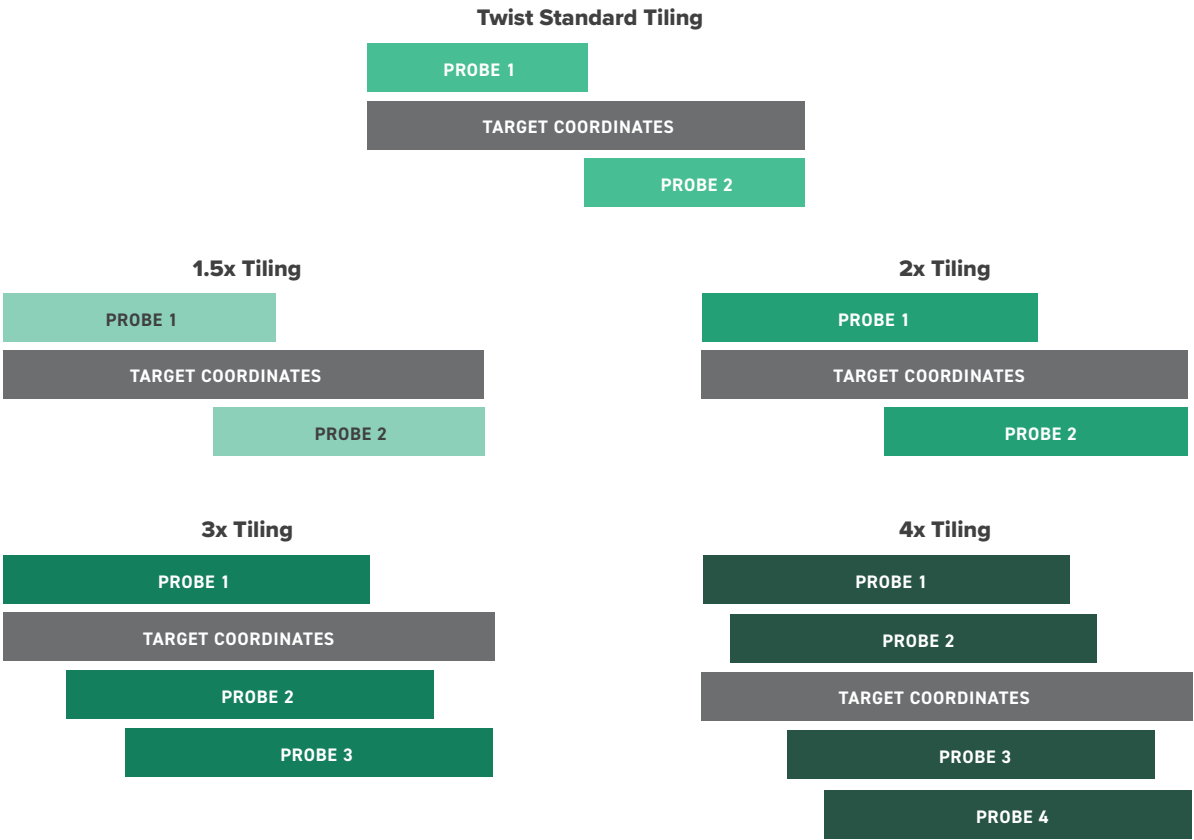 Twist Standard Tiling
PROBE 1
TARGET COORDINATES
PROBE 2
1.5x Tiling
PROBE 1
TARGET COORDINATES
PROBE 2
2x Tiling
PROBE 1
TARGET COORDINATES
PROBE 2
3x Tiling
PROBE 1
TARGET COORDINATES
PROBE 2
PROBE 3
4x Tiling
PROBE 1
PROBE 2
TARGET COORDINATES
PROBE 3
PROBE 4